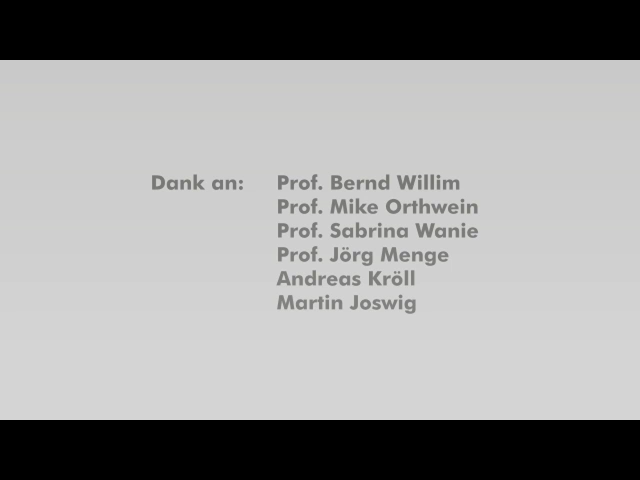 Dank an: Prof. Bernd Willim
Prof. Mike Orthwein
Prof. Sabrina Wanie
Prof. Jörg Menge
Andreas Kröll
Martin Joswig